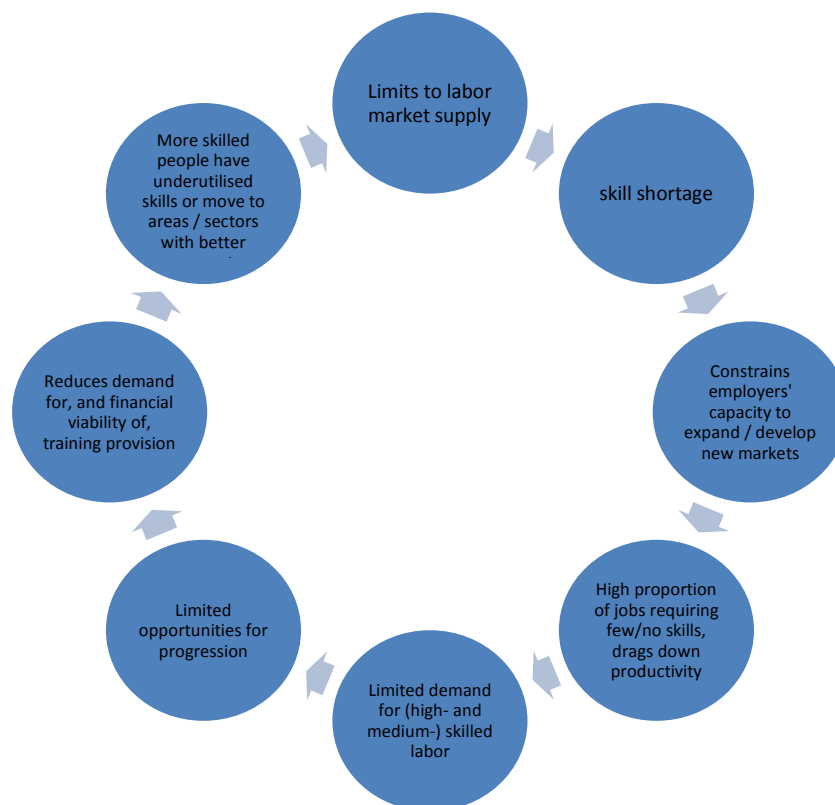 Limits to labor
market supply
skill shortage
Constrains
employers'
capacity to
expand / develop
new markets
High proportion
of jobs requiring
few/no skills,
drags down
productivity
Limited demand
for (high- and
medium-) skilled
labor
Limited
opportunities for
progression
Reduces demand
for, and financial
viability of,
training provision
More skilled
people have
underutilised
skills or move to
areas / sectors
with better